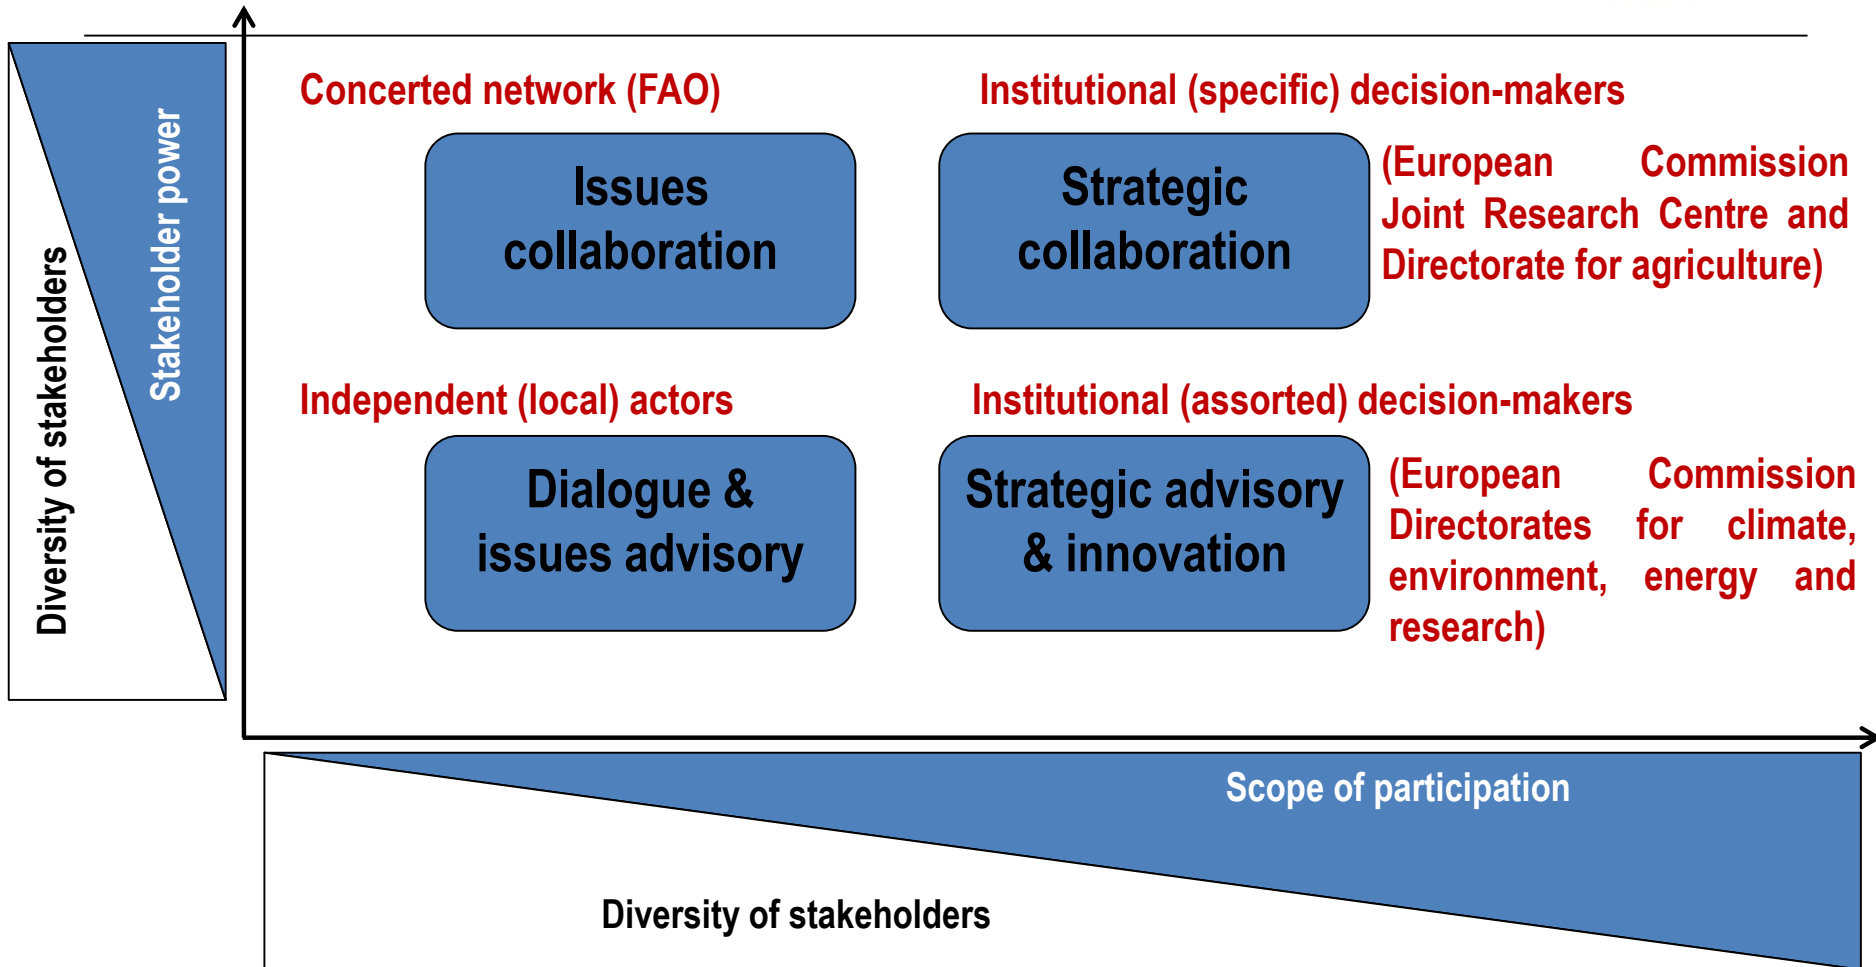 Concerted network (FAO)
Institutional (specific) decision-makers
Issues
collaboration
Strategic
collaboration
(European Commission
Joint Research Centre and
Directorate for agriculture)
Stakeholder power
Diversity of stakeholders
Independent (local) actors
Institutional (assorted) decision-makers
Dialogue &
issues advisory
Strategic advisory
& innovation
(European Commission
Directorates for climate,
environment, energy and
research)
Scope of participation
Diversity of stakeholders